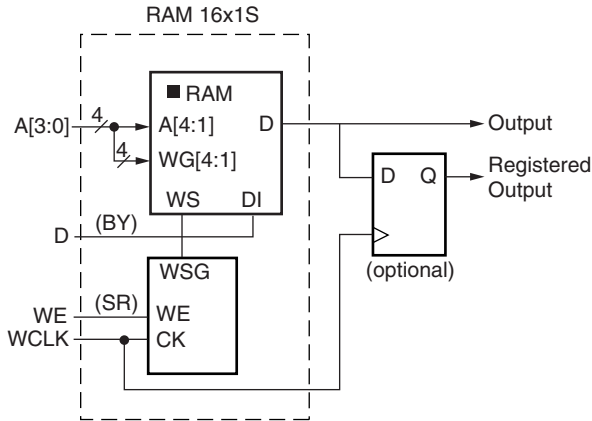 RAM 16x1S
RAM
A[3:0]
4
A[4:1]
D
Output
4
WG[4:1]
D
Q
Registered
Output
WS
DI
D
(BY)
WSG
(optional)
WE
(SR)
WE
WCLK
CK